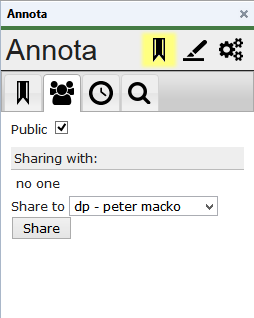 Annota
Annota
Public
Sharing with:
no one
Share to dp - peter macko
Share